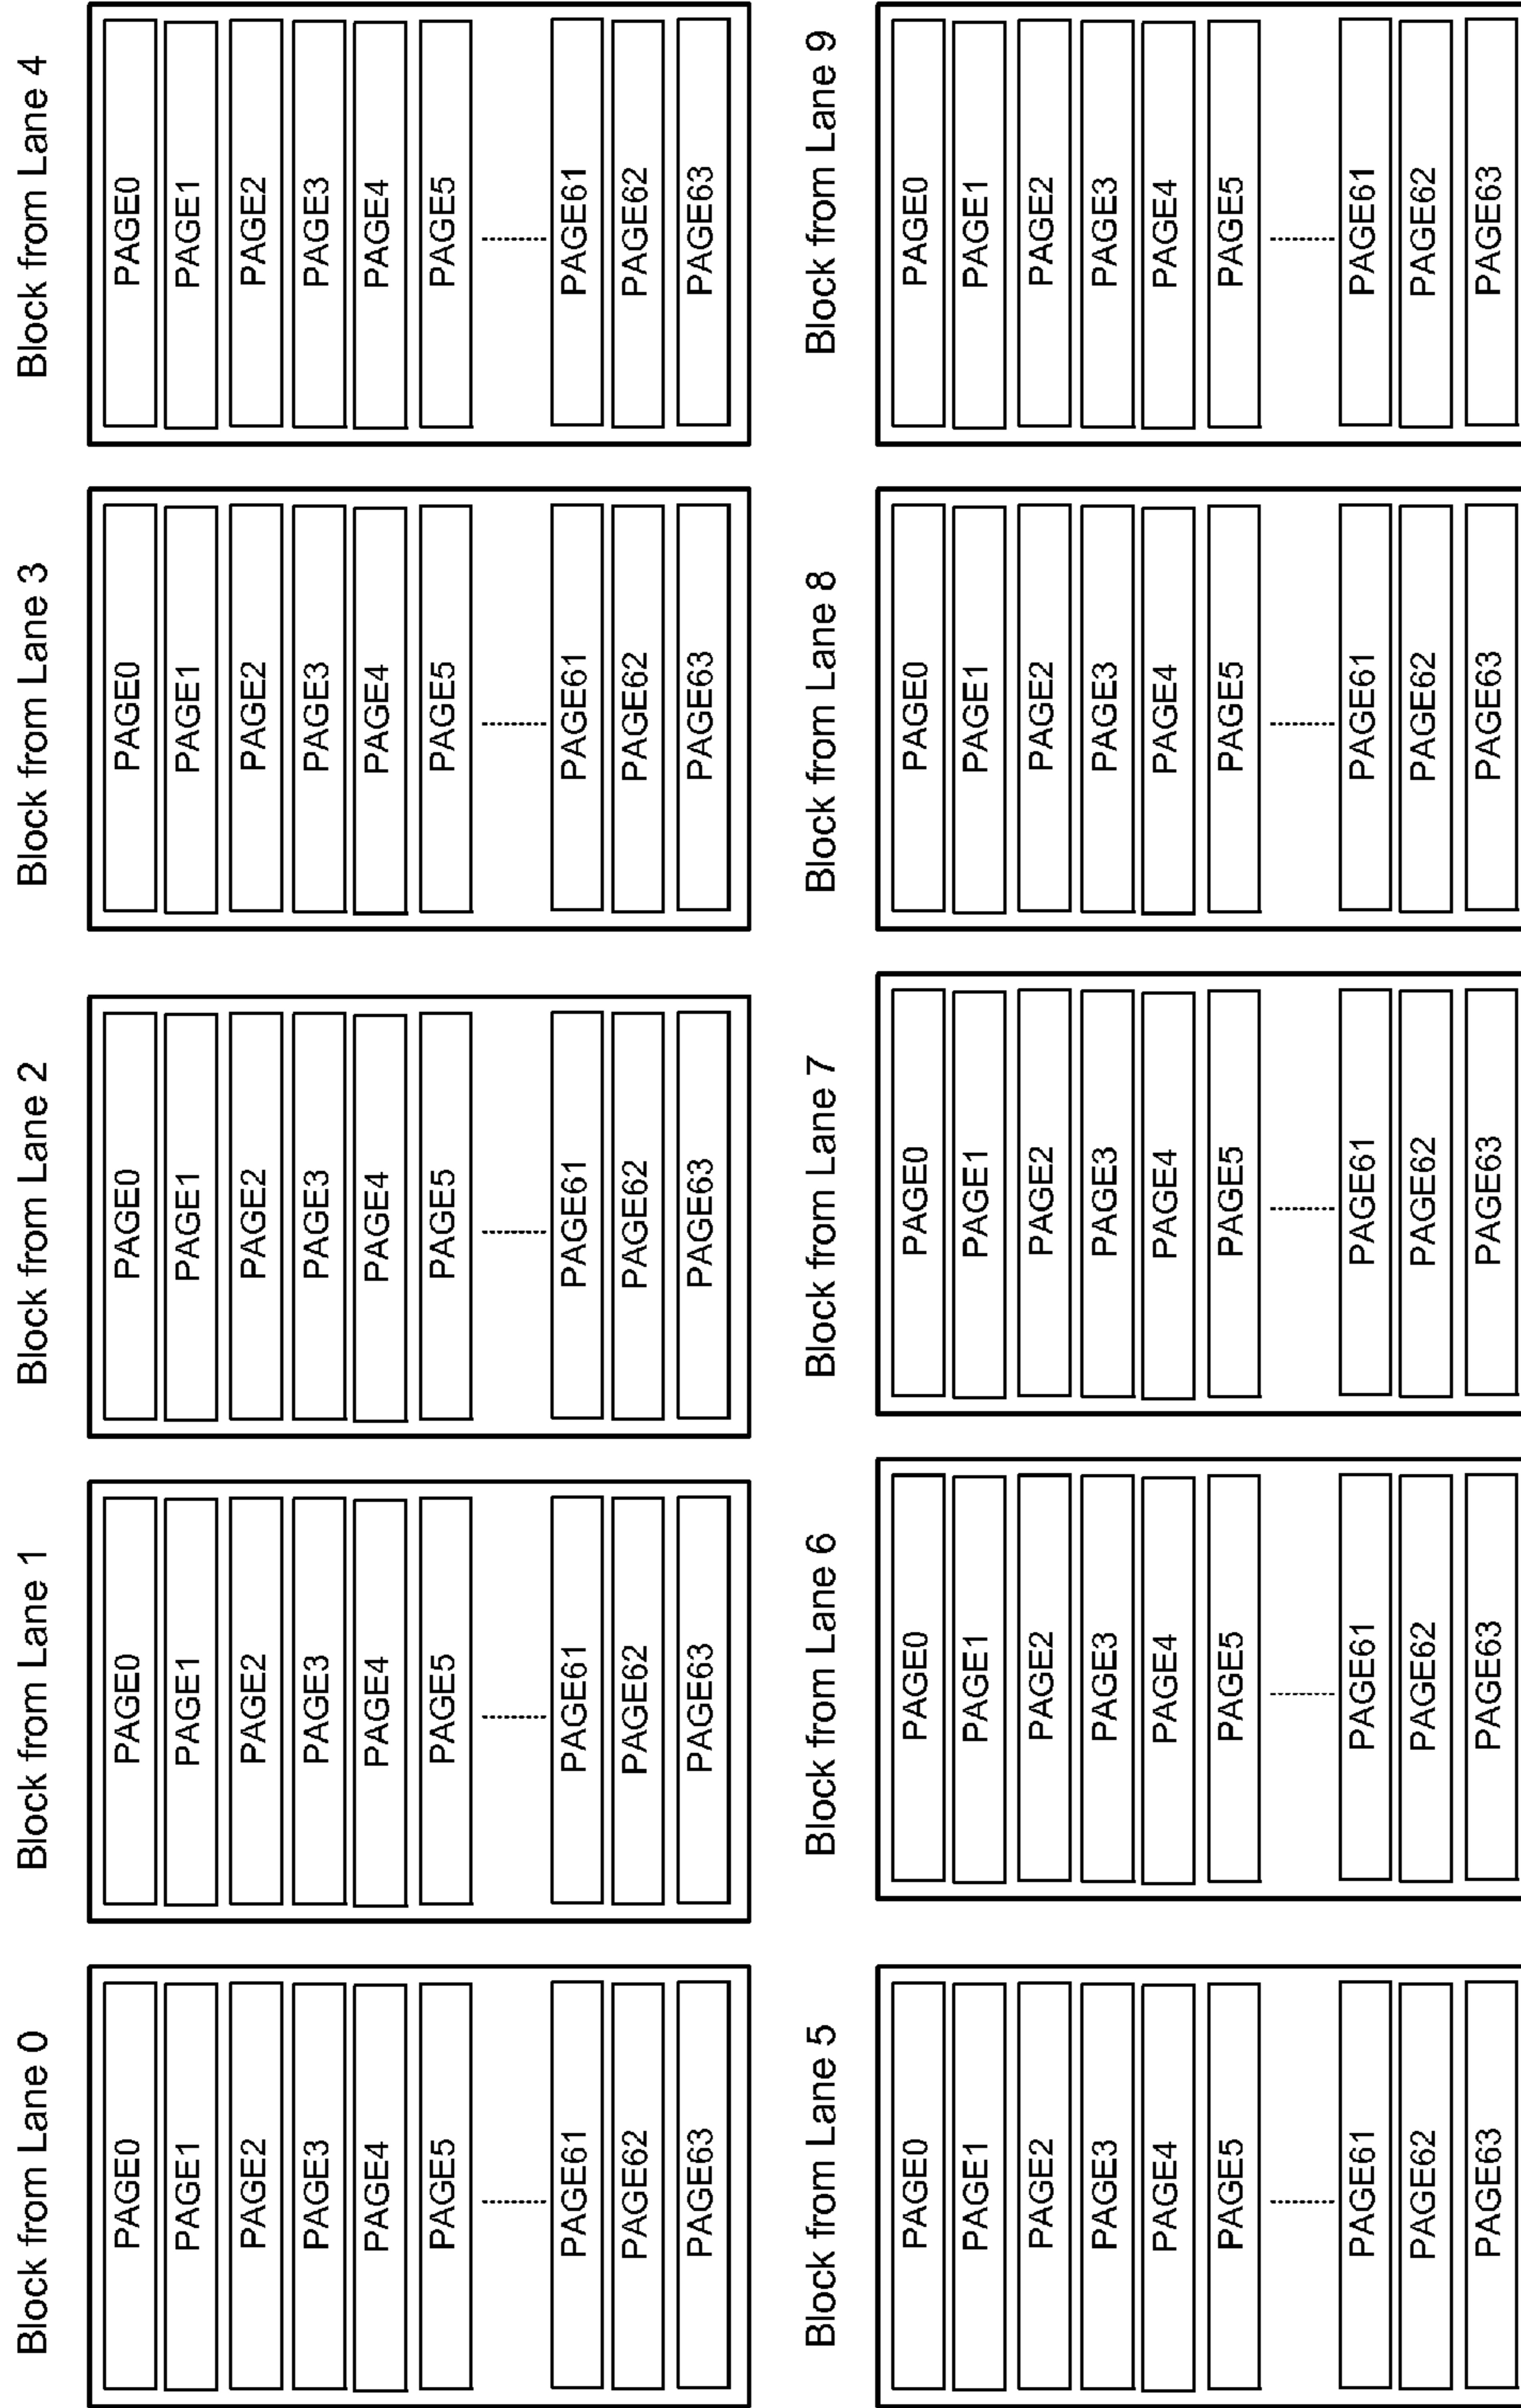 Block from Lane 0
PAGE0
PAGE1
PAGE2
PAGE3
PAGE4
PAGE5
PAGE61
PAGE62
PAGE63
Block from Lane 1
PAGE0
PAGE1
PAGE2
PAGE3
PAGE4
PAGE5
PAGE61
PAGE62
PAGE63
Block from Lane 2
PAGE0
PAGE1
PAGE2
PAGE3
PAGE4
PAGE5
PAGE61
PAGE62
PAGE63
Block from Lane 3
PAGE0
PAGE1
PAGE2
PAGE3
PAGE4
PAGE5
PAGE61
PAGE62
PAGE63
Block from Lane 4
PAGE0
PAGE1
PAGE2
PAGE3
PAGE4
PAGE5
PAGE61
PAGE62
PAGE63
Block from Lane 5
PAGE0
PAGE1
PAGE2
PAGE3
PAGE4
PAGE5
PAGE61
PAGE62
PAGE63
Block from Lane 6
PAGE0
PAGE1
PAGE2
PAGE3
PAGE4
PAGE5
PAGE61
PAGE62
PAGE63
Block from Lane 7
PAGE0
PAGE1
PAGE2
PAGE3
PAGE4
PAGE5
PAGE61
PAGE62
PAGE63
Block from Lane 8
PAGE0
PAGE1
PAGE2
PAGE3
PAGE4
PAGE5
PAGE61
PAGE62
PAGE63
Block from Lane 9
PAGE0
PAGE1
PAGE2
PAGE3
PAGE4
PAGE5
PAGE61
PAGE62
PAGE63